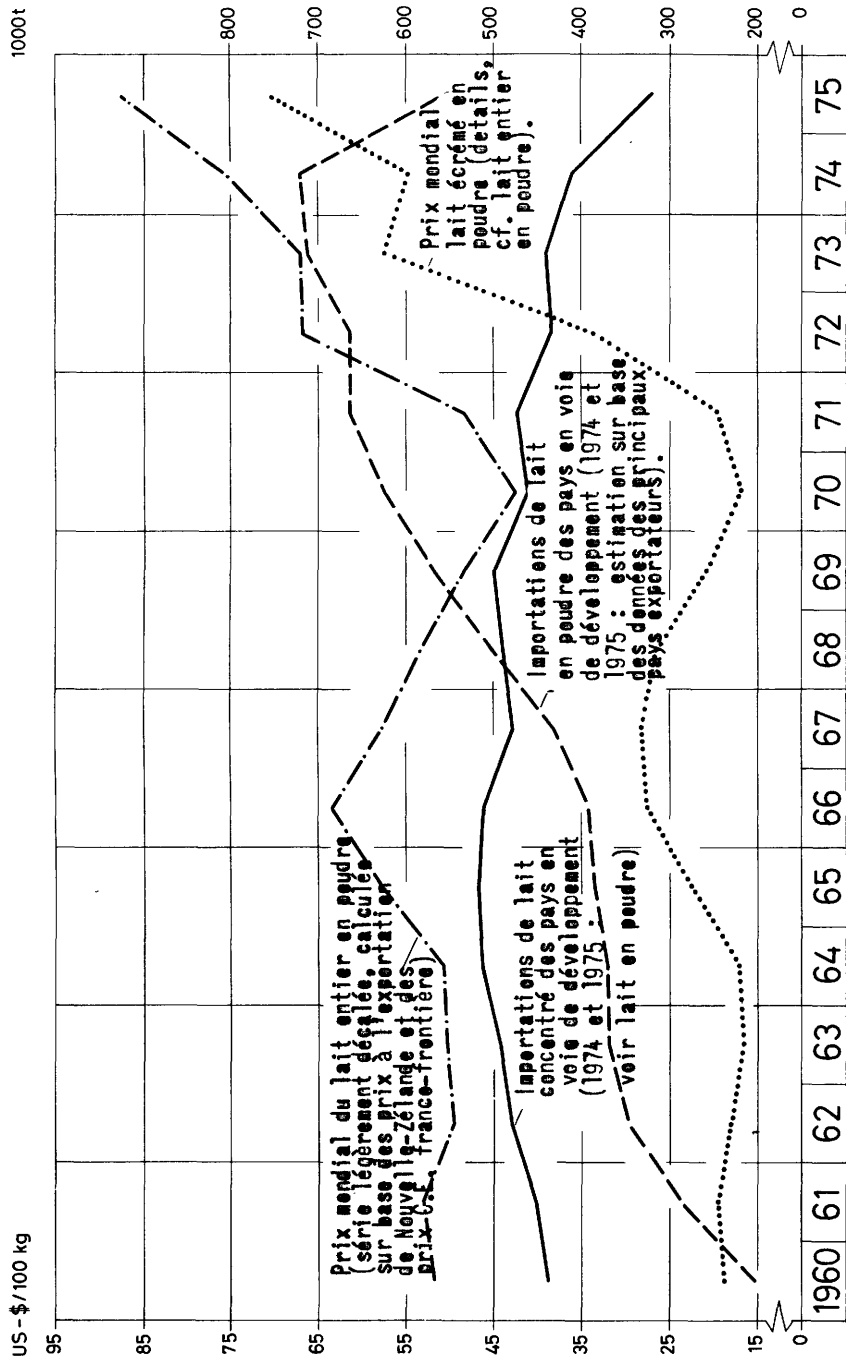 US-$/100 kg
1000t
95
85
75
65
55
45
35
25
15
0
800
700
600
500
400
300
200
0
Prix mondial du lait entier en poudre
(série légèrement décalée, calculée
sur base des prix à l'exportation
de Nouvelle-Zélande et des
prix C.E. franco-frontière)
Importations de lait
concentré des pays en
voie de développement
(1974 et 1975 :
voir lait en poudre)
Importations de lait
en poudre des pays en voie
de développement (1974 et
1975 : estimation sur base
des données des principaux
pays exportateurs).
Prix mondial
lait écrémé en
poudre (details,
cf. lait entier
en poudre).
1960 61 62 63 64 65 66 67 68 69 70 71 72 73 74 75